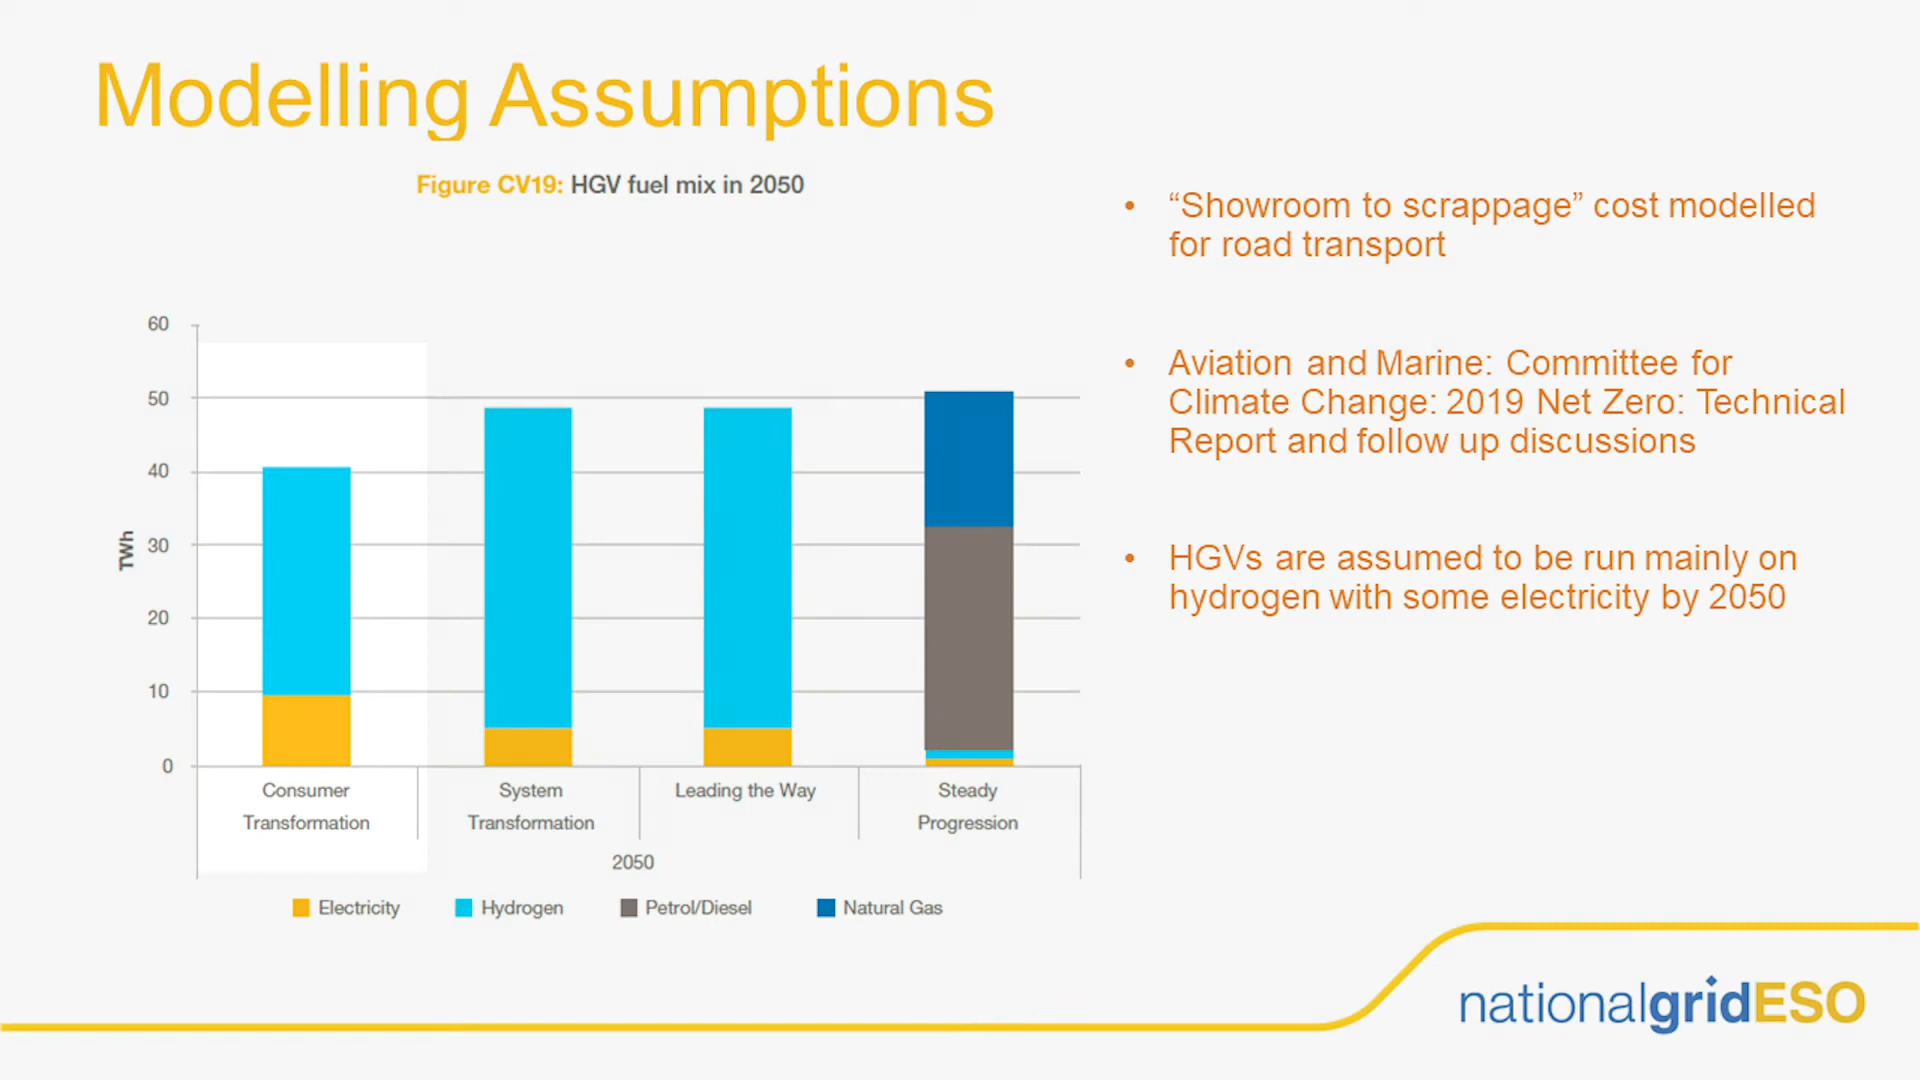 Modelling Assumptions
Figure CV19: HGV fuel mix in 2050
60
50
40
30
20
10
0
TWh
Consumer
Transformation
System
Transformation
Leading the Way
Steady
Progression
2050
Electricity
Hydrogen
Petrol/Diesel
Natural Gas
• “Showroom to scrappage” cost modelled
for road transport
• Aviation and Marine: Committee for
Climate Change: 2019 Net Zero: Technical
Report and follow up discussions
• HGVs are assumed to be run mainly on
hydrogen with some electricity by 2050
nationalgridESO